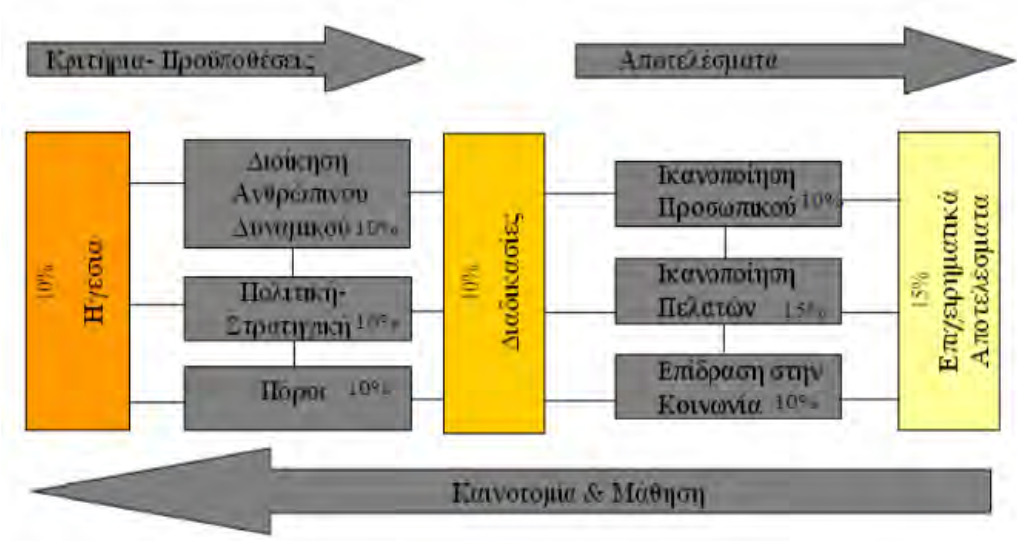 Κριτήρια- Προϋποθέσεις
Αποτελέσματα
10%
Ηγεσία
Διοίκηση
Ανθρώπινου
Δυναμικού 10%
Πολιτική-
Στρατηγική 10%
Πόροι 10%
10%
Διαδικασίες
Ικανοποίηση
Προσωπικού 10%
Ικανοποίηση
Πελατών 15%
Επίδραση στην
Κοινωνία 10%
15%
Επιχειρηματικά
Αποτελέσματα
Καινοτομία & Μάθηση